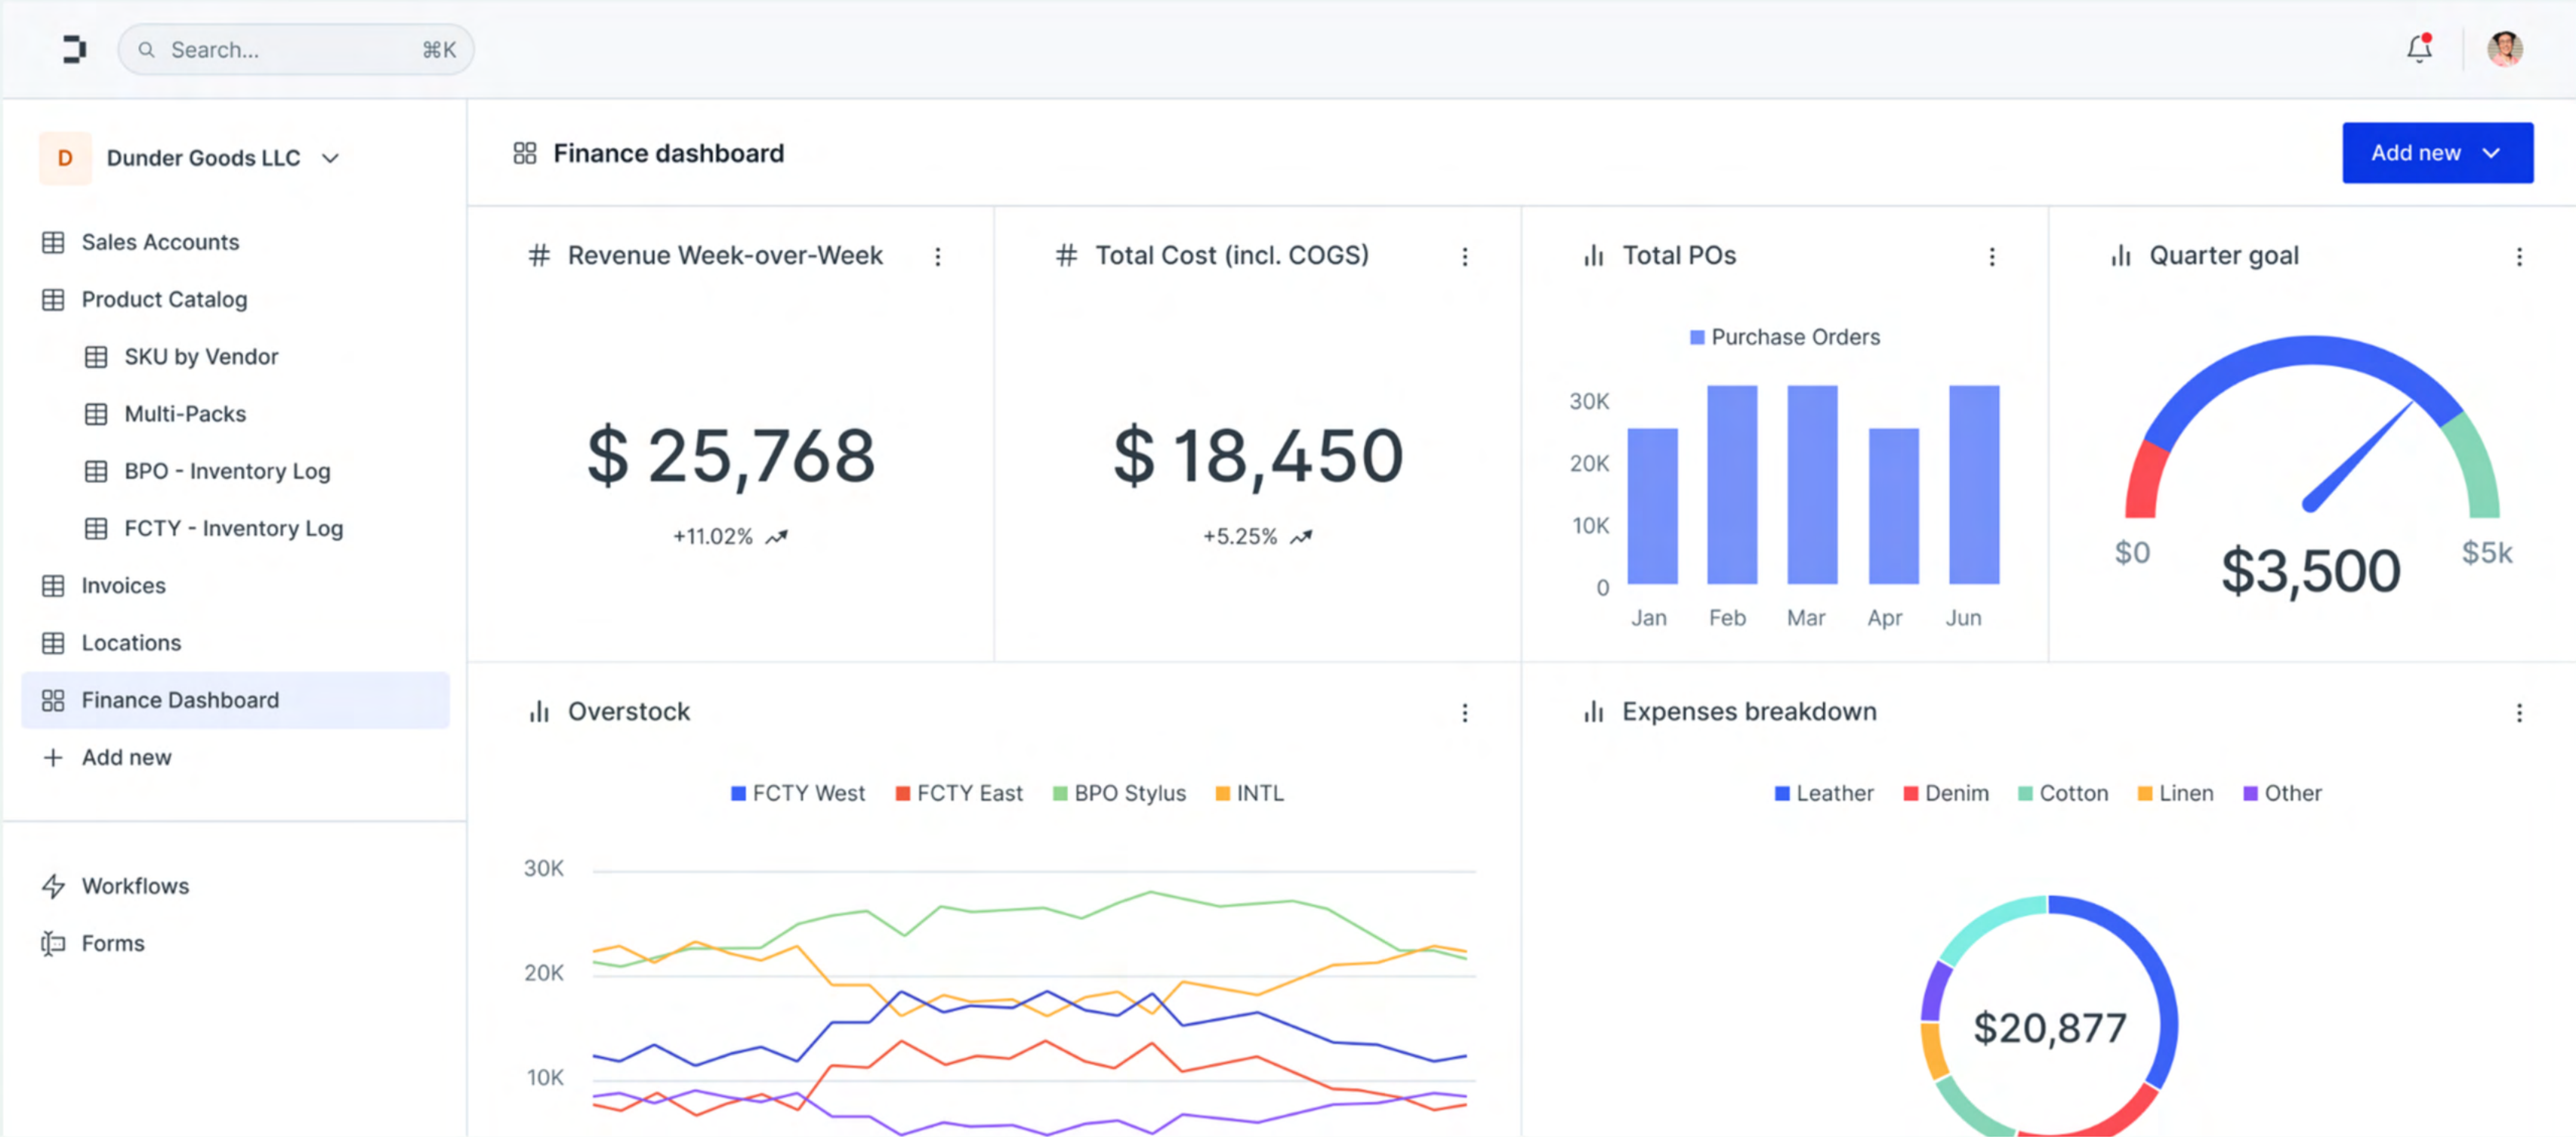 Search... ⌘K
D Dunder Goods LLC
Sales Accounts
Product Catalog
SKU by Vendor
Multi-Packs
BPO - Inventory Log
FCTY - Inventory Log
Invoices
Locations
Finance Dashboard
+ Add new
Workflows
Forms
Finance dashboard
Add new
# Revenue Week-over-Week
$ 25,768
+11.02%
# Total Cost (incl. COGS)
$ 18,450
+5.25%
Total POs
Purchase Orders
30K
20K
10K
0
Jan Feb Mar Apr Jun
Quarter goal
$0 $5k
$3,500
Overstock
FCTY West FCTY East BPO Stylus INTL
30K
20K
10K
Expenses breakdown
Leather Denim Cotton Linen Other
$20,877